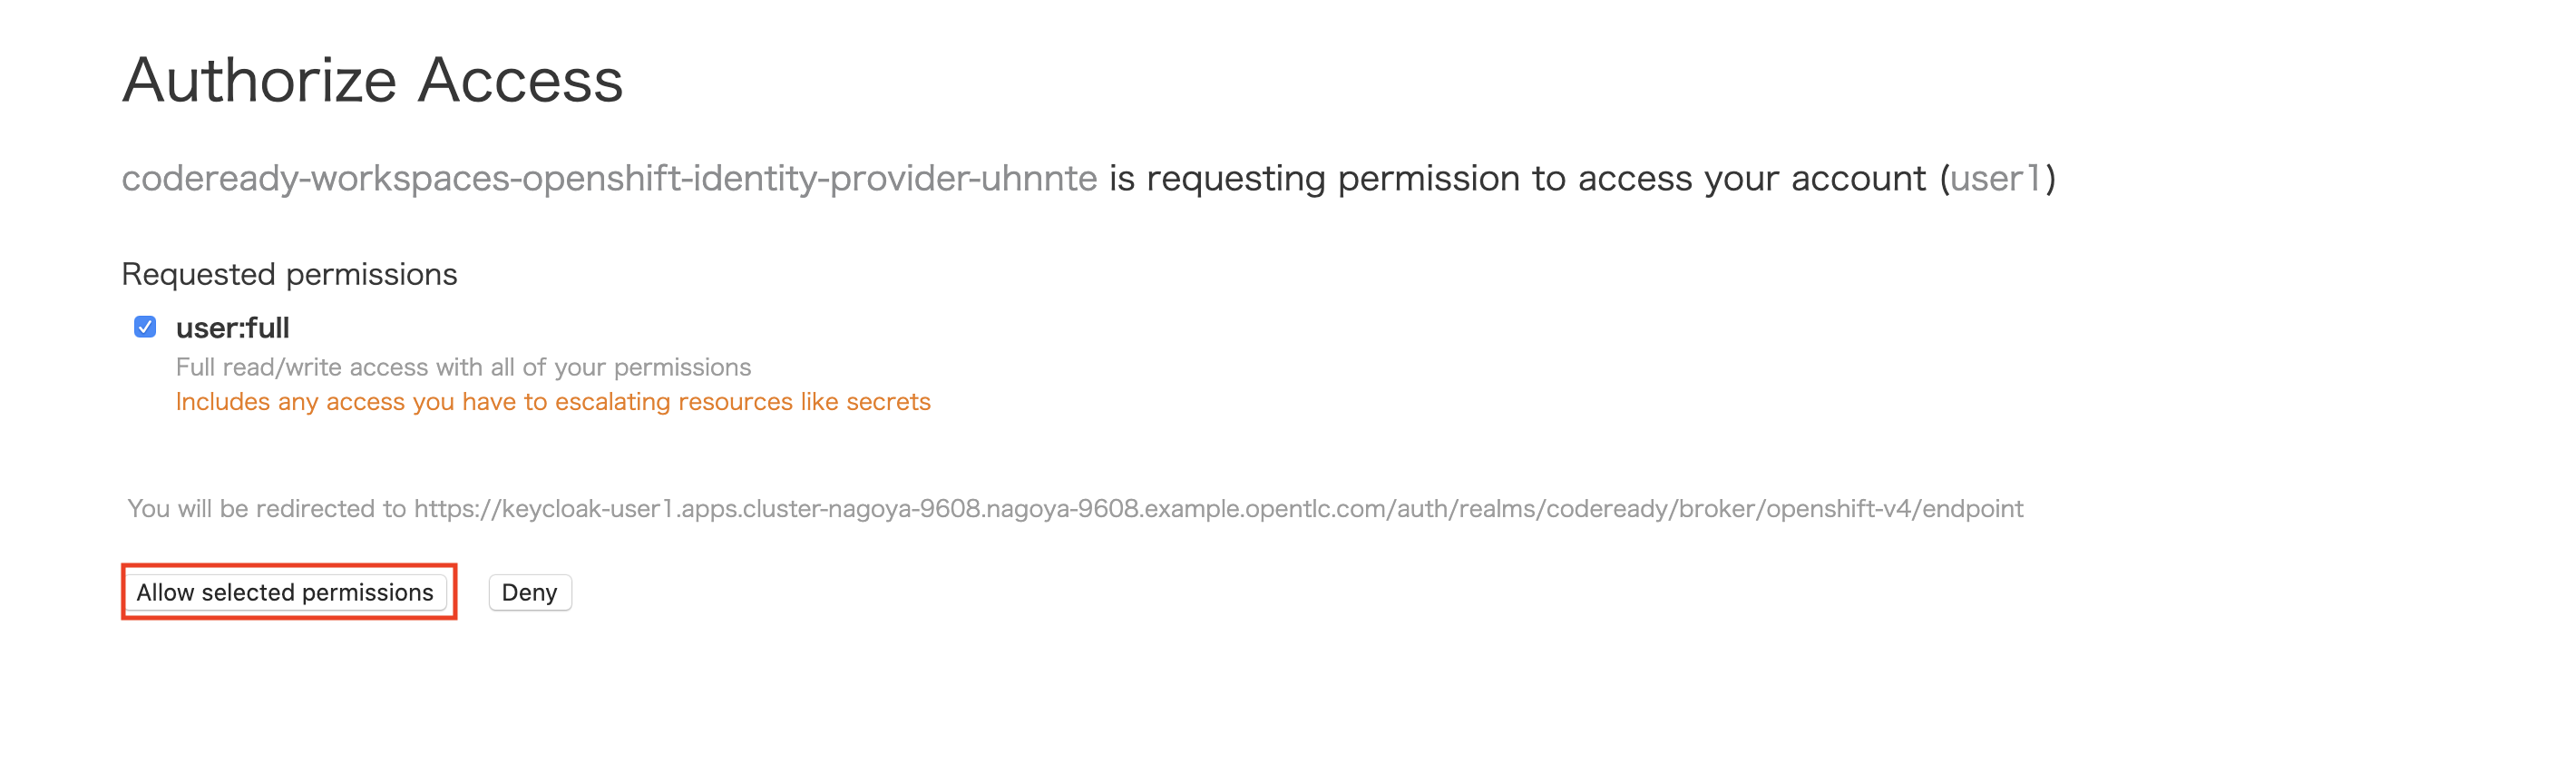 Authorize Access
codeready-workspaces-openshift-identity-provider-uhnnte is requesting permission to access your account (user1)
Requested permissions
user:full
Full read/write access with all of your permissions
Includes any access you have to escalating resources like secrets
You will be redirected to https://keycloak-user1.apps.cluster-nagoya-9608.nagoya-9608.example.opentlc.com/auth/realms/codeready/broker/openshift-v4/endpoint
Allow selected permissions Deny